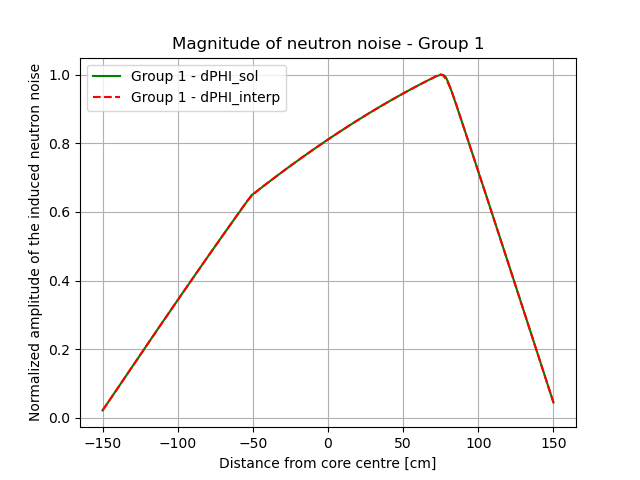 Magnitude of neutron noise - Group 1
Normalized amplitude of the induced neutron noise
Group 1 - dPHI_sol
Group 1 - dPHI_interp
1.0
0.8
0.6
0.4
0.2
0.0
−150
−100
−50
0
50
100
150
Distance from core centre [cm]